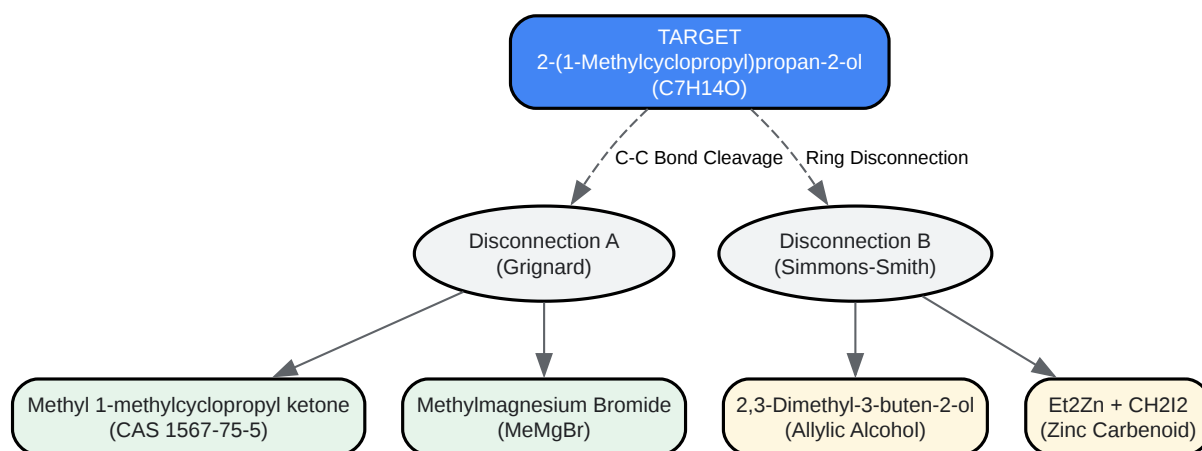 TARGET
2-(1-Methylcyclopropyl)propan-2-ol
(C7H14O)
C-C Bond Cleavage
Ring Disconnection
Disconnection A
(Grignard)
Disconnection B
(Simmons-Smith)
Methyl 1-methylcyclopropyl ketone
(CAS 1567-75-5)
Methylmagnesium Bromide
(MeMgBr)
2,3-Dimethyl-3-buten-2-ol
(Allylic Alcohol)
Et2Zn + CH2I2
(Zinc Carbenoid)